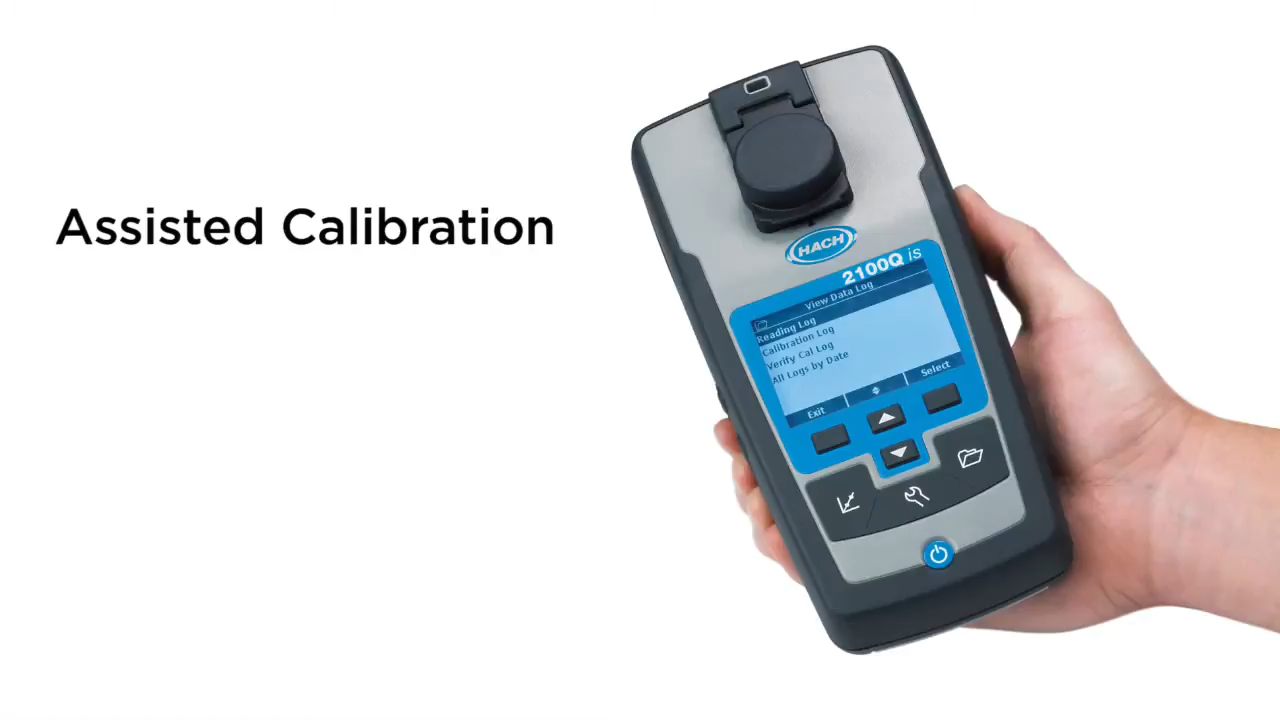 Assisted Calibration
HACH
2100Q is
View Data Log
Reading Log
Calibration Log
Verify Cal Log
All Logs by Date
Exit
Select